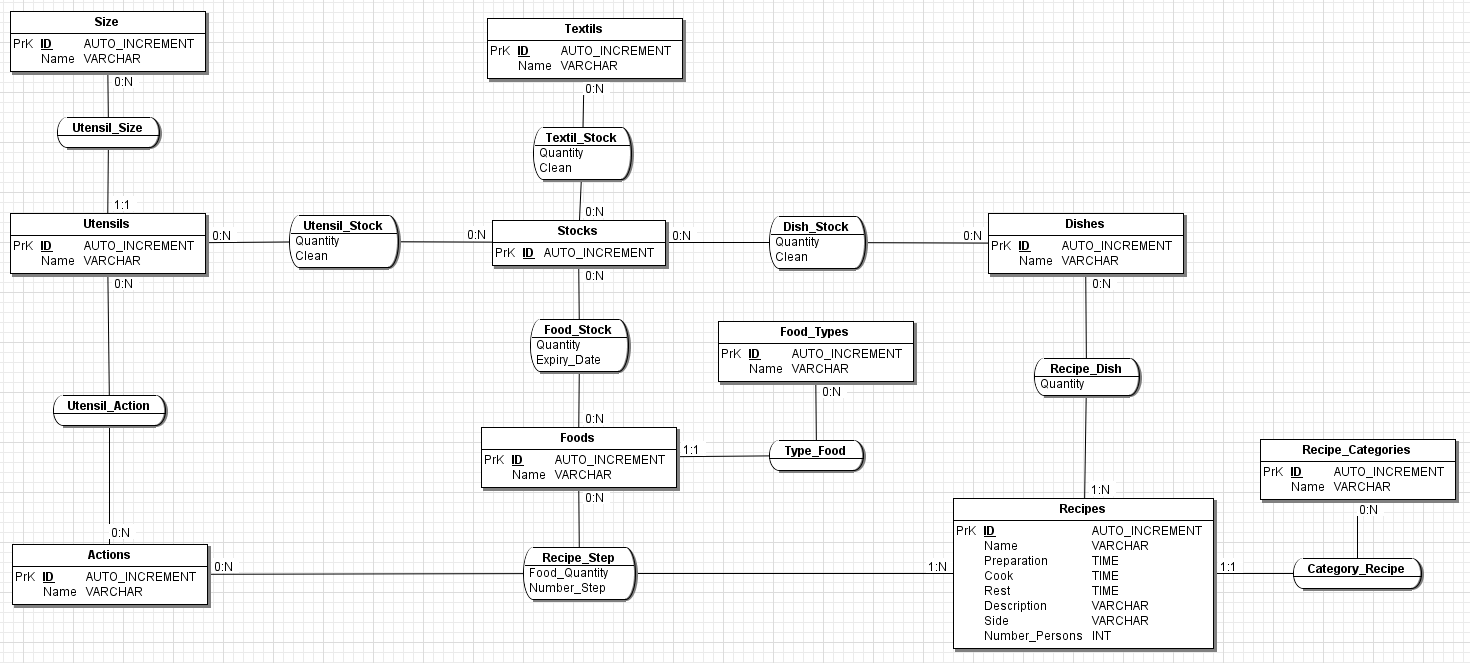 Size
PrK ID AUTO_INCREMENT
Name VARCHAR
0:N
Utensil_Size
1:1
Textils
PrK ID AUTO_INCREMENT
Name VARCHAR
0:N
Textil_Stock
Quantity
Clean
0:N
Utensils
PrK ID AUTO_INCREMENT
Name VARCHAR
0:N
0:N
Utensil_Stock
Quantity
Clean
0:N
Stocks
PrK ID AUTO_INCREMENT
0:N
0:N
Dish_Stock
Quantity
Clean
0:N
Dishes
PrK ID AUTO_INCREMENT
Name VARCHAR
0:N
Food_Stock
Quantity
Expiry_Date
0:N
Food_Types
PrK ID AUTO_INCREMENT
Name VARCHAR
0:N
Recipe_Dish
Quantity
1:N
Utensil_Action
0:N
Foods
PrK ID AUTO_INCREMENT
Name VARCHAR
1:1
0:N
Type_Food
Recipe_Categories
PrK ID AUTO_INCREMENT
Name VARCHAR
0:N
Actions
PrK ID AUTO_INCREMENT
Name VARCHAR
0:N
Recipe_Step
Food_Quantity
Number_Step
1:N
Recipes
PrK ID AUTO_INCREMENT
Name VARCHAR
Preparation TIME
Cook TIME
Rest TIME
Description VARCHAR
Side VARCHAR
Number_Persons INT
1:1
Category_Recipe